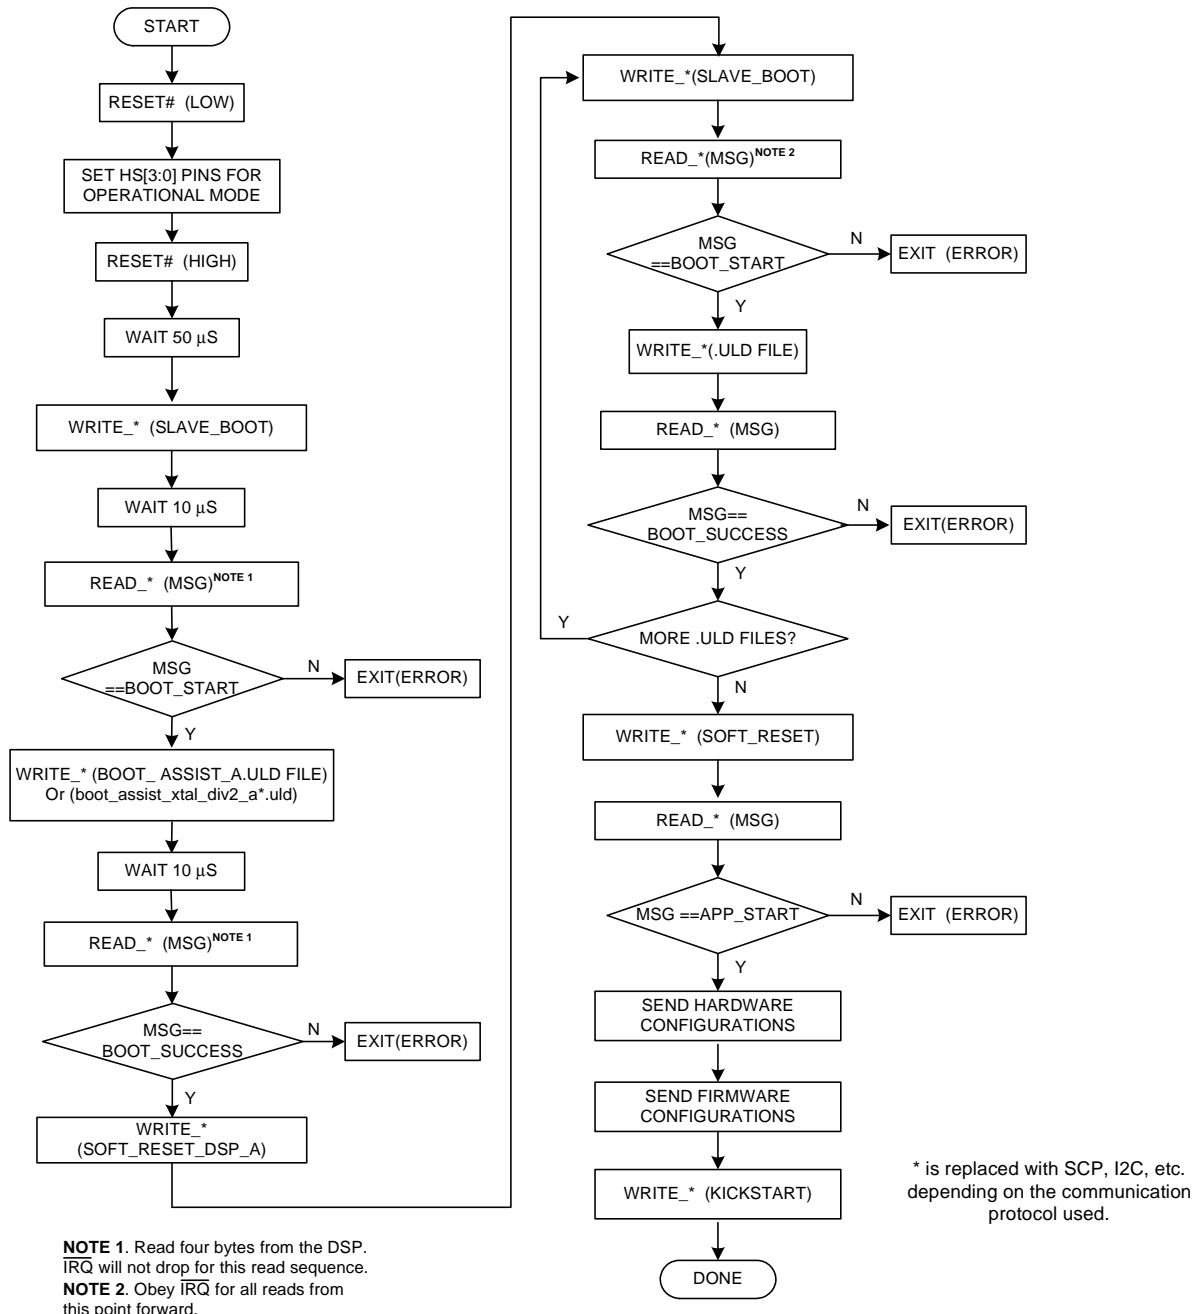 START
RESET# (LOW)
SET HS[3:0] PINS FOR
OPERATIONAL MODE
RESET# (HIGH)
WAIT 50 μS
WRITE_* (SLAVE_BOOT)
WAIT 10 μS
READ_* (MSG)NOTE 1
MSG
==BOOT_START
N
EXIT(ERROR)
Y
WRITE_* (BOOT_ ASSIST_A.ULD FILE)
Or (boot_assist_xtal_div2_a*.uld)
WAIT 10 μS
READ_* (MSG)NOTE 1
MSG==
BOOT_SUCCESS
N
EXIT(ERROR)
Y
WRITE_*
(SOFT_RESET_DSP_A)
NOTE 1. Read four bytes from the DSP.
IRQ will not drop for this read sequence.
NOTE 2. Obey IRQ for all reads from
this point forward.
WRITE_*(SLAVE_BOOT)
READ_*(MSG)NOTE 2
MSG
==BOOT_START
N
EXIT (ERROR)
Y
WRITE_*(.ULD FILE)
READ_* (MSG)
MSG==
BOOT_SUCCESS
N
EXIT(ERROR)
Y
MORE .ULD FILES?
Y
N
WRITE_* (SOFT_RESET)
READ_* (MSG)
MSG ==APP_START
N
EXIT (ERROR)
Y
SEND HARDWARE
CONFIGURATIONS
SEND FIRMWARE
CONFIGURATIONS
WRITE_* (KICKSTART)
DONE
* is replaced with SCP, I2C, etc.
depending on the communication
protocol used.